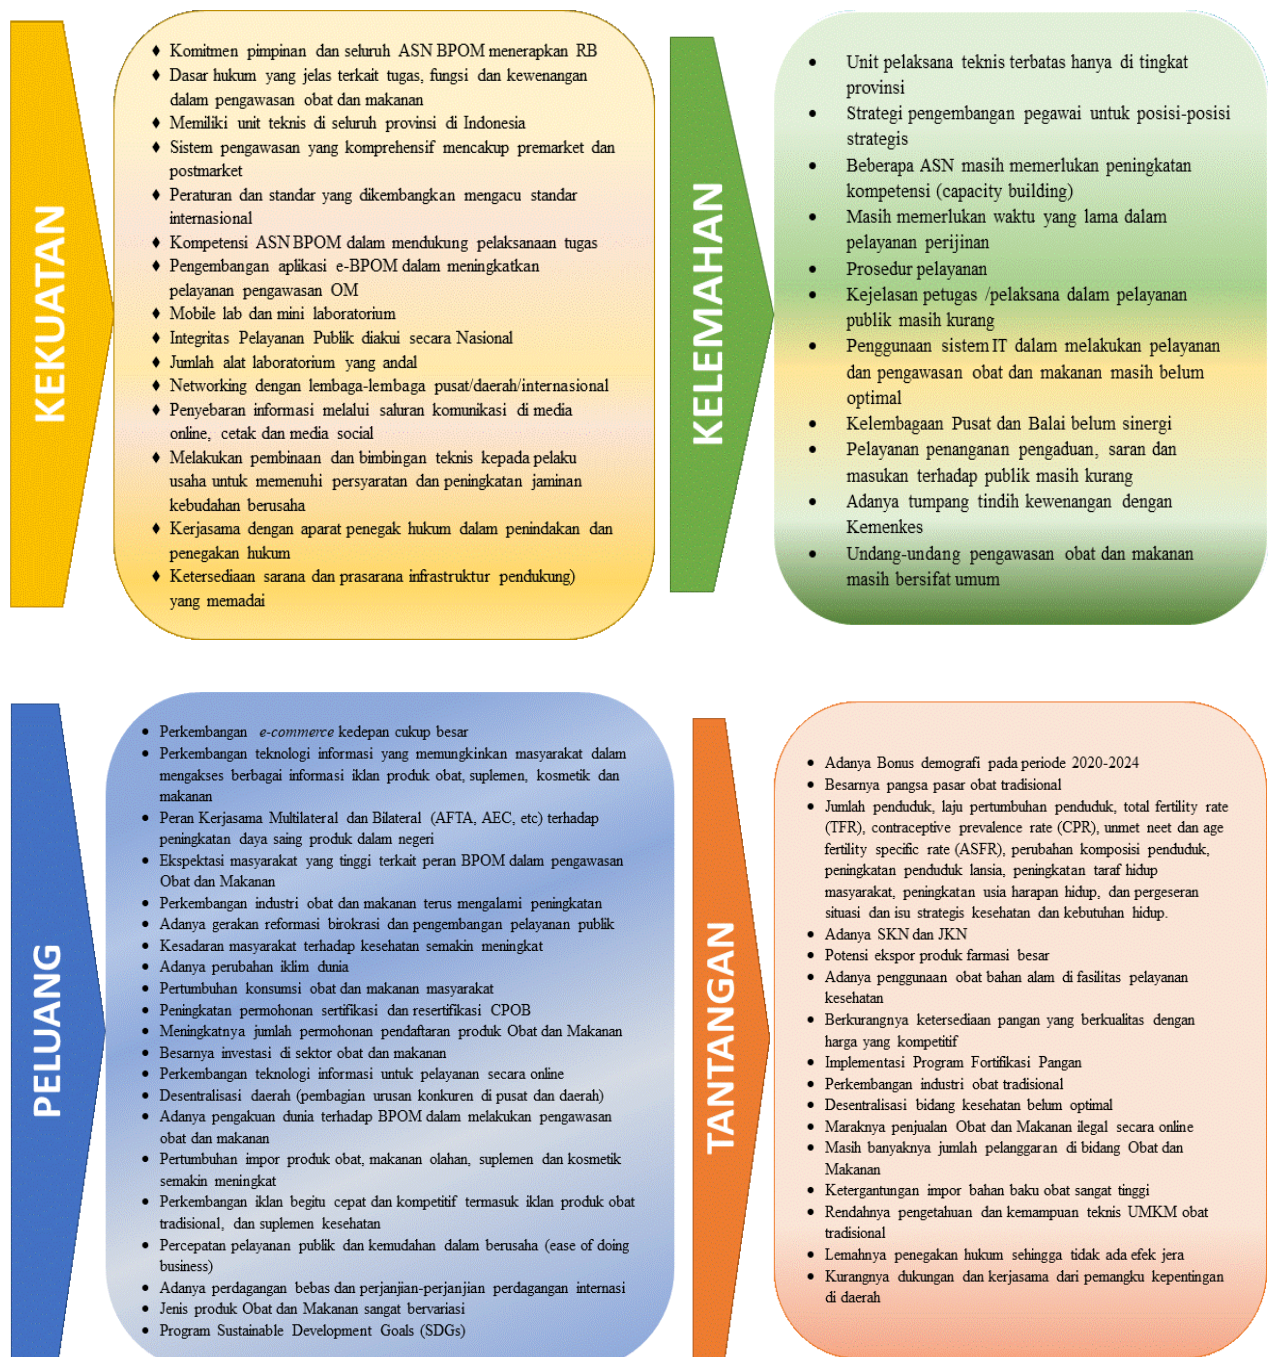 KEKUATAN
♦ Komitmen pimpinan dan seluruh ASN BPOM menerapkan RB
♦ Dasar hukum yang jelas terkait tugas, fungsi dan kewenangan
dalam pengawasan obat dan makanan
♦ Memiliki unit teknis di seluruh provinsi di Indonesia
♦ Sistem pengawasan yang komprehensif mencakup premarket dan
postmarket
♦ Peraturan dan standar yang dikembangkan mengacu standar
internasional
♦ Kompetensi ASN BPOM dalam mendukung pelaksanaan tugas
♦ Pengembangan aplikasi e-BPOM dalam meningkatkan
pelayanan pengawasan OM
♦ Mobile lab dan mini laboratorium
♦ Integritas Pelayanan Publik diakui secara Nasional
♦ Jumlah alat laboratorium yang andal
♦ Networking dengan lembaga-lembaga pusat/daerah/internasional
♦ Penyebaran informasi melalui saluran komunikasi di media
online, cetak dan media social
♦ Melakukan pembinaan dan bimbingan teknis kepada pelaku
usaha untuk memenuhi persyaratan dan peningkatan jaminan
kebudahan berusaha
♦ Kerjasama dengan aparat penegak hukum dalam penindakan dan
penegakan hukum
♦ Ketersediaan sarana dan prasarana infrastruktur pendukung)
yang memadai
KELEMAHAN
• Unit pelaksana teknis terbatas hanya di tingkat
provinsi
• Strategi pengembangan pegawai untuk posisi-posisi
strategis
• Beberapa ASN masih memerlukan peningkatan
kompetensi (capacity building)
• Masih memerlukan waktu yang lama dalam
pelayanan perijinan
• Prosedur pelayanan
• Kejelasan petugas /pelaksana dalam pelayanan
publik masih kurang
• Penggunaan sistem IT dalam melakukan pelayanan
dan pengawasan obat dan makanan masih belum
optimal
• Kelembagaan Pusat dan Balai belum sinergi
• Pelayanan penanganan pengaduan, saran dan
masukan terhadap publik masih kurang
• Adanya tumpang tindih kewenangan dengan
Kemenkes
• Undang-undang pengawasan obat dan makanan
masih bersifat umum
PELUANG
• Perkembangan e-commerce kedepan cukup besar
• Perkembangan teknologi informasi yang memungkinkan masyarakat dalam
mengakses berbagai informasi iklan produk obat, suplemen, kosmetik dan
makanan
• Peran Kerjasama Multilateral dan Bilateral (AFTA, AEC, etc) terhadap
peningkatan daya saing produk dalam negeri
• Ekspektasi masyarakat yang tinggi terkait peran BPOM dalam pengawasan
Obat dan Makanan
• Perkembangan industri obat dan makanan terus mengalami peningkatan
• Adanya gerakan reformasi birokrasi dan pengembangan pelayanan publik
• Kesadaran masyarakat terhadap kesehatan semakin meningkat
• Adanya perubahan iklim dunia
• Pertumbuhan konsumsi obat dan makanan masyarakat
• Peningkatan permohonan sertifikasi dan resertifikasi CPOB
• Meningkatnya jumlah permohonan pendaftaran produk Obat dan Makanan
• Besarnya investasi di sektor obat dan makanan
• Perkembangan teknologi informasi untuk pelayanan secara online
• Desentralisasi daerah (pembagian urusan konkuren di pusat dan daerah)
• Adanya pengakuan dunia terhadap BPOM dalam melakukan pengawasan
obat dan makanan
• Pertumbuhan impor produk obat, makanan olahan, suplemen dan kosmetik
semakin meningkat
• Perkembangan iklan begitu cepat dan kompetitif termasuk iklan produk obat
tradisional, dan suplemen kesehatan
• Percepatan pelayanan publik dan kemudahan dalam berusaha (ease of doing
business)
• Adanya perdagangan bebas dan perjanjian-perjanjian perdagangan internasi
• Jenis produk Obat dan Makanan sangat bervariasi
• Program Sustainable Development Goals (SDGs)
TANTANGAN
• Adanya Bonus demografi pada periode 2020-2024
• Besarnya pangsa pasar obat tradisional
• Jumlah penduduk, laju pertumbuhan penduduk, total fertility rate
(TFR), contraceptive prevalence rate (CPR), unmet neet dan age
fertility specific rate (ASFR), perubahan komposisi penduduk,
peningkatan penduduk lansia, peningkatan taraf hidup
masyarakat, peningkatan usia harapan hidup, dan pergeseran
situasi dan isu strategis kesehatan dan kebutuhan hidup.
• Adanya SKN dan JKN
• Potensi ekspor produk farmasi besar
• Adanya penggunaan obat bahan alam di fasilitas pelayanan
kesehatan
• Berkurangnya ketersediaan pangan yang berkualitas dengan
harga yang kompetitif
• Implementasi Program Fortifikasi Pangan
• Perkembangan industri obat tradisional
• Desentralisasi bidang kesehatan belum optimal
• Maraknya penjualan Obat dan Makanan ilegal secara online
• Masih banyaknya jumlah pelanggaran di bidang Obat dan
Makanan
• Ketergantungan impor bahan baku obat sangat tinggi
• Rendahnya pengetahuan dan kemampuan teknis UMKM obat
tradisional
• Lemahnya penegakan hukum sehingga tidak ada efek jera
• Kurangnya dukungan dan kerjasama dari pemangku kepentingan
di daerah